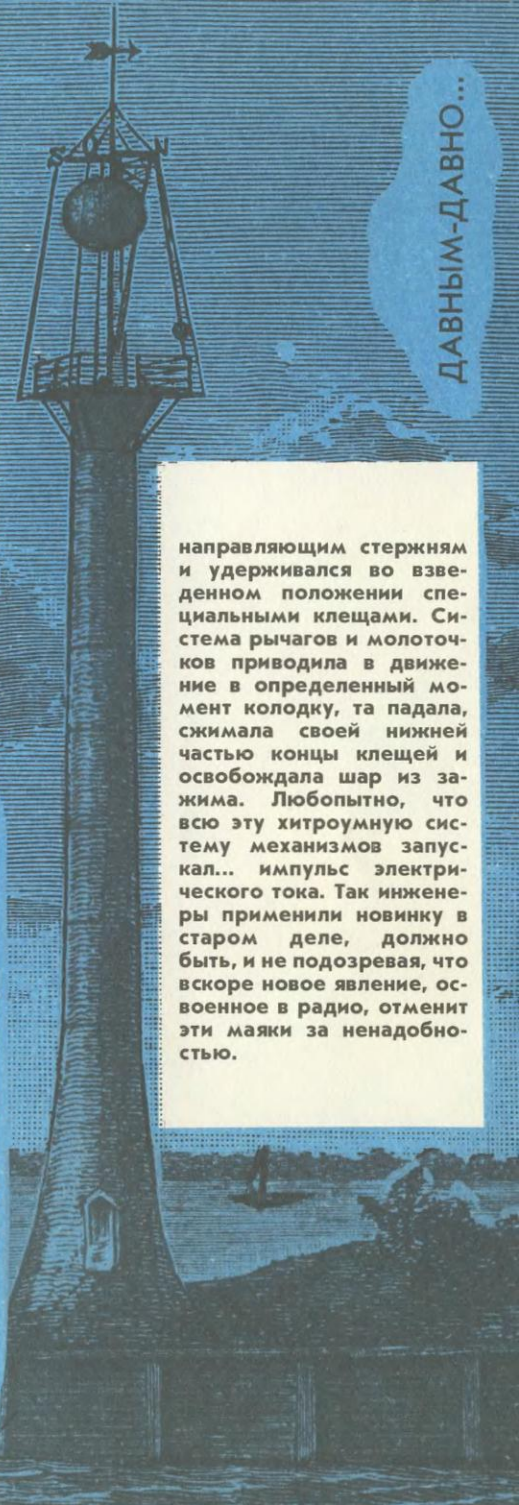 ДАВНЫМ-ДАВНО...
направляющим стержням
и удерживался во взве-
денном положении спе-
циальными клещами. Си-
стема рычагов и молоточ-
ков приводила в движе-
ние в определенный мо-
мент колодку, та падала,
сжимала своей нижней
частью концы клещей и
освобождала шар из за-
жима. Любопытно, что
всю эту хитроумную сис-
тему механизмов запус-
кал... импульс электри-
ческого тока. Так инжене-
ры применили новинку в
старом деле, должно
быть, и не подозревая, что
вскоре новое явление, ос-
военное в радио, отменит
эти маяки за ненадобно-
стью.